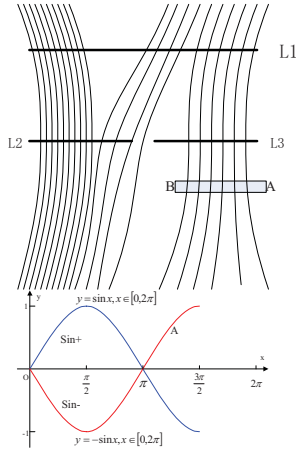 L1
L2
L3
B
A
y
y=sinx,x∈[0,2π]
1
Sin+
A
x
O
π/2
π
3π/2
2π
Sin-
-1
y=-sinx,x∈[0,2π]